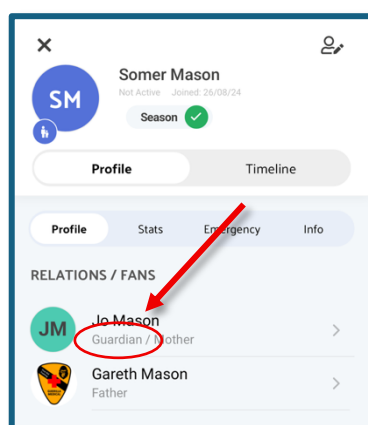 Somer Mason
Not Active Joined: 26/08/24
SM
Season
Profile Timeline
Profile Stats Emergency Info
RELATIONS / FANS
JM
Jo Mason
Guardian / Mother
Gareth Mason
Father